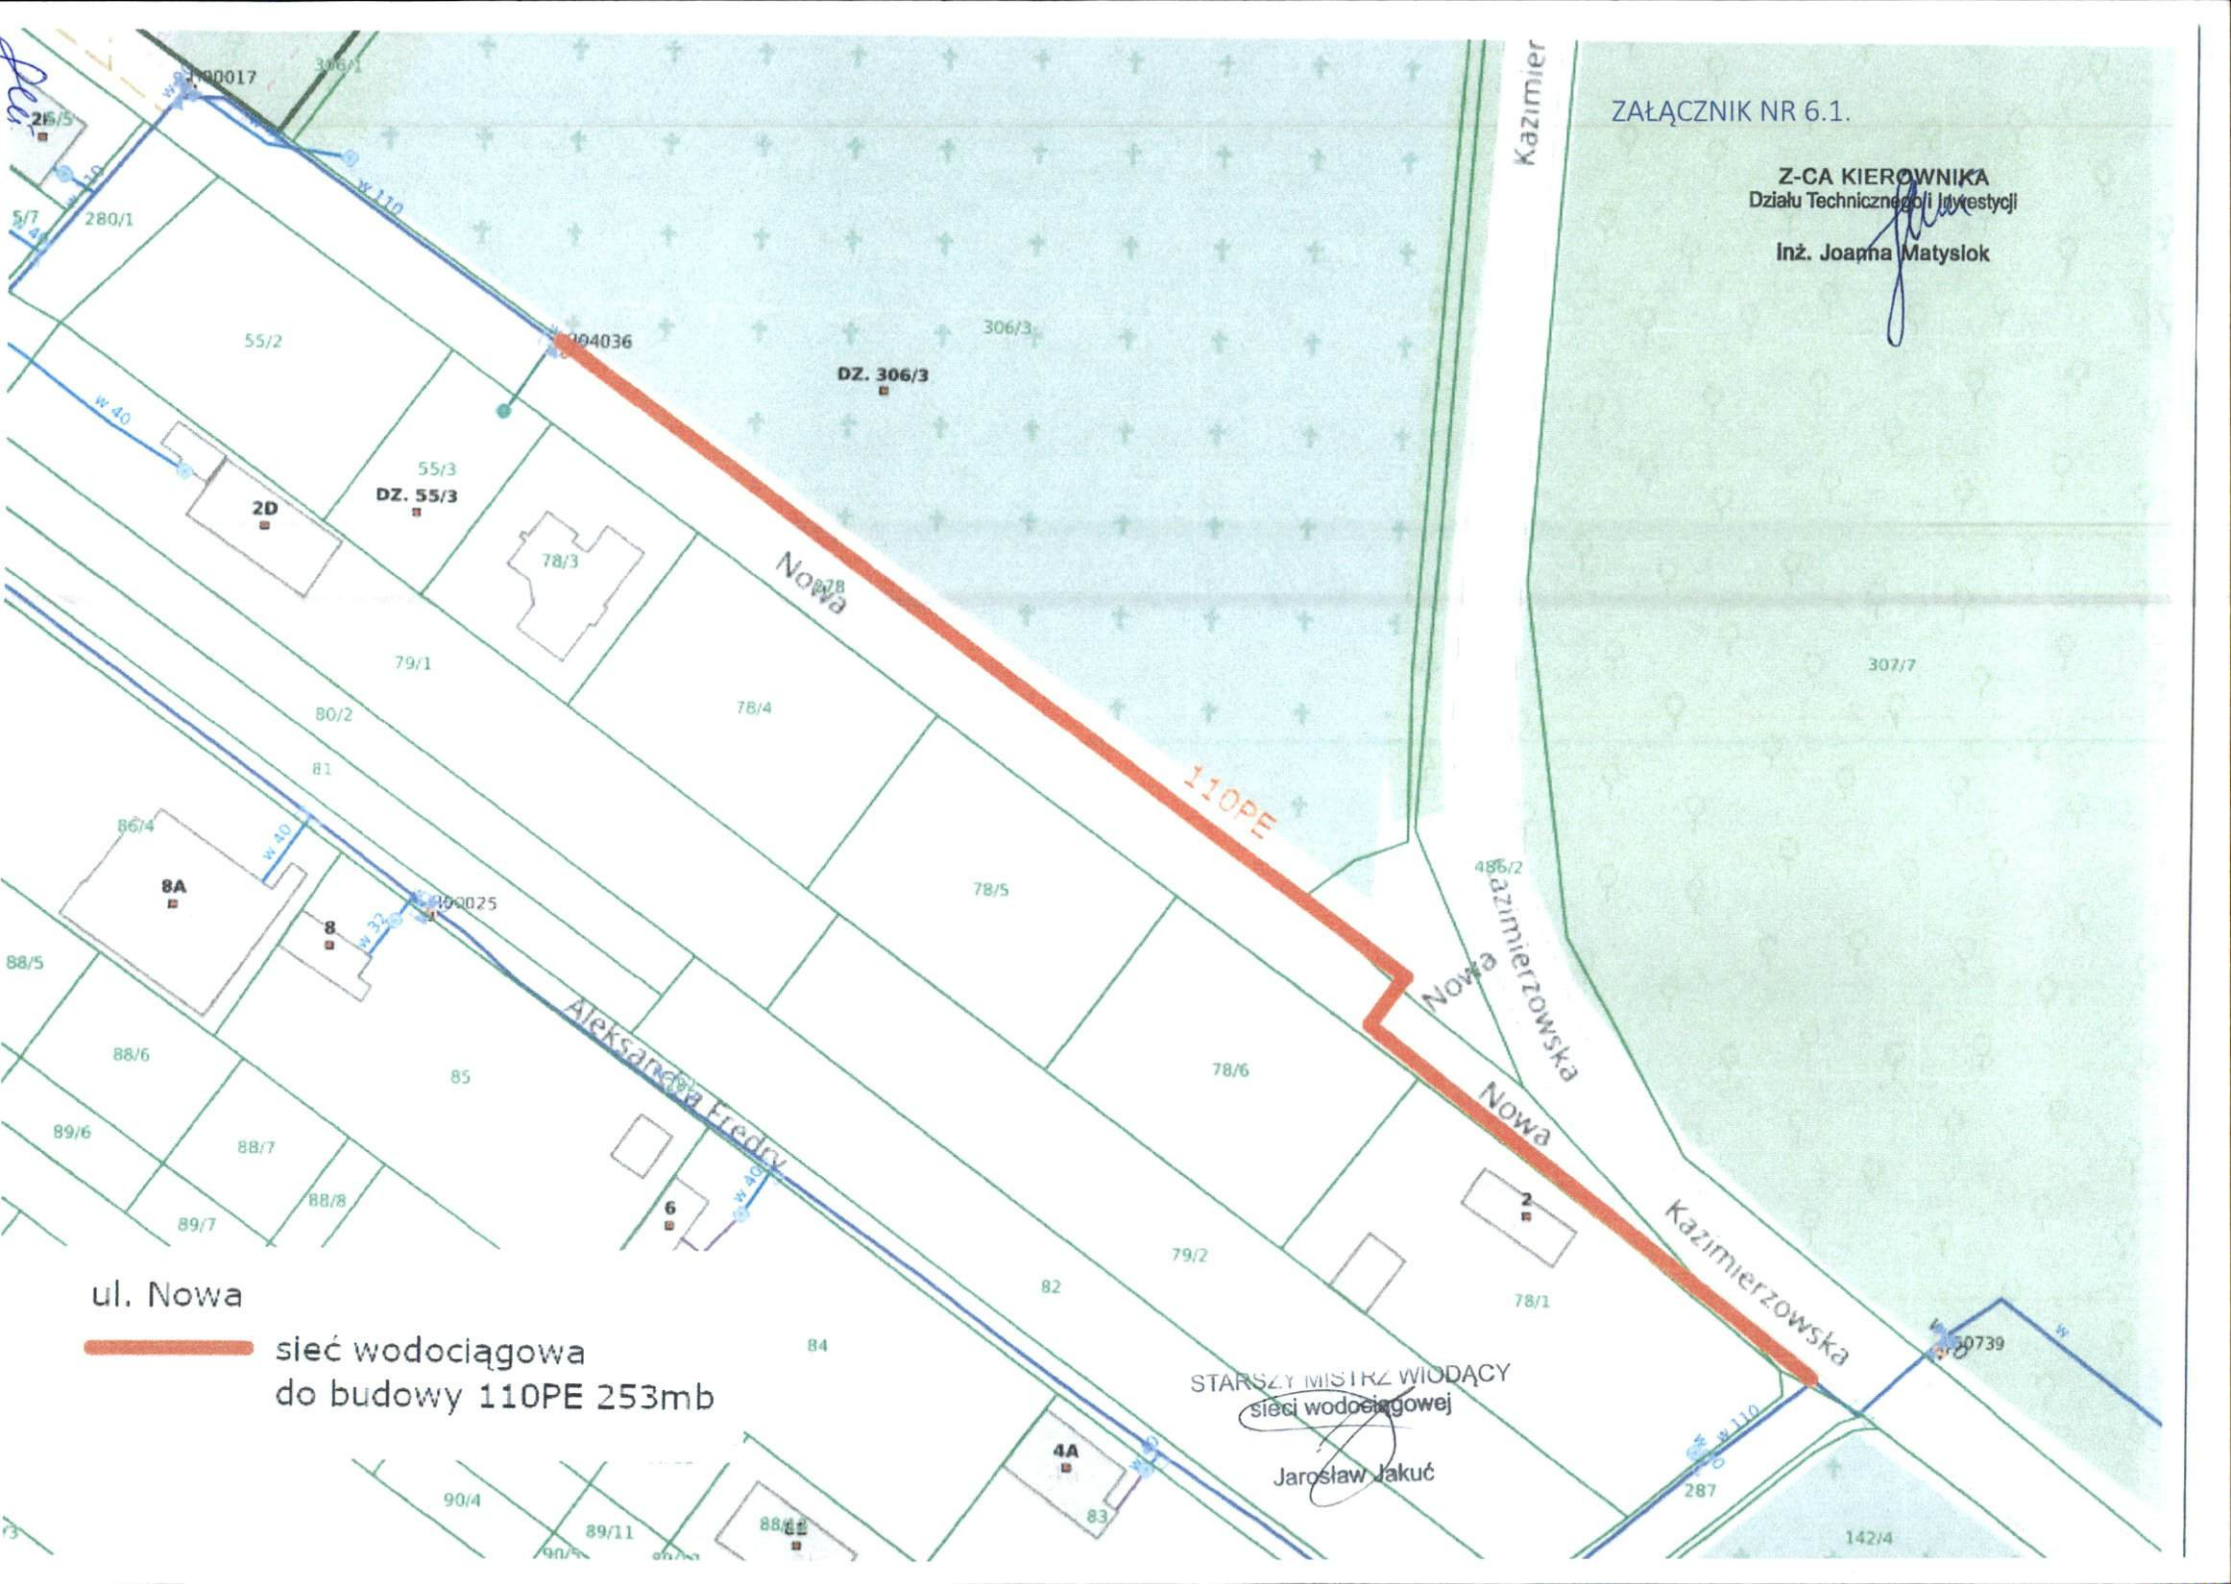 ZAŁĄCZNIK NR 6.1.
Z-CA KIEROWNIKA
Działu Technicznego i Inwestycji
Inż. Joanna Matysiok
306/1
280/1
5/7
w 40
w 110
55/2
w 40
2D
55/3
DZ. 55/3
78/3
306/3
DZ. 306/3
Kazimier
Nowa
79/1
80/2
81
78/4
307/7
110PE
86/4
w 40
8A
8
w 32
78/5
486/2
Kazimierzowska
Nowa
88/5
88/6
85
Aleksandra Fredry
78/6
Nowa
89/6
88/7
88/8
89/7
6
w 40
2
79/2
82
78/1
Kazimierzowska
w
84
ul. Nowa
sieć wodociągowa
do budowy 110PE 253mb
STARSZY MISTRZ WIODĄCY
sieci wodociągowej
Jarosław Jakuć
w 110
4A
83
287
142/4
90/4
89/11